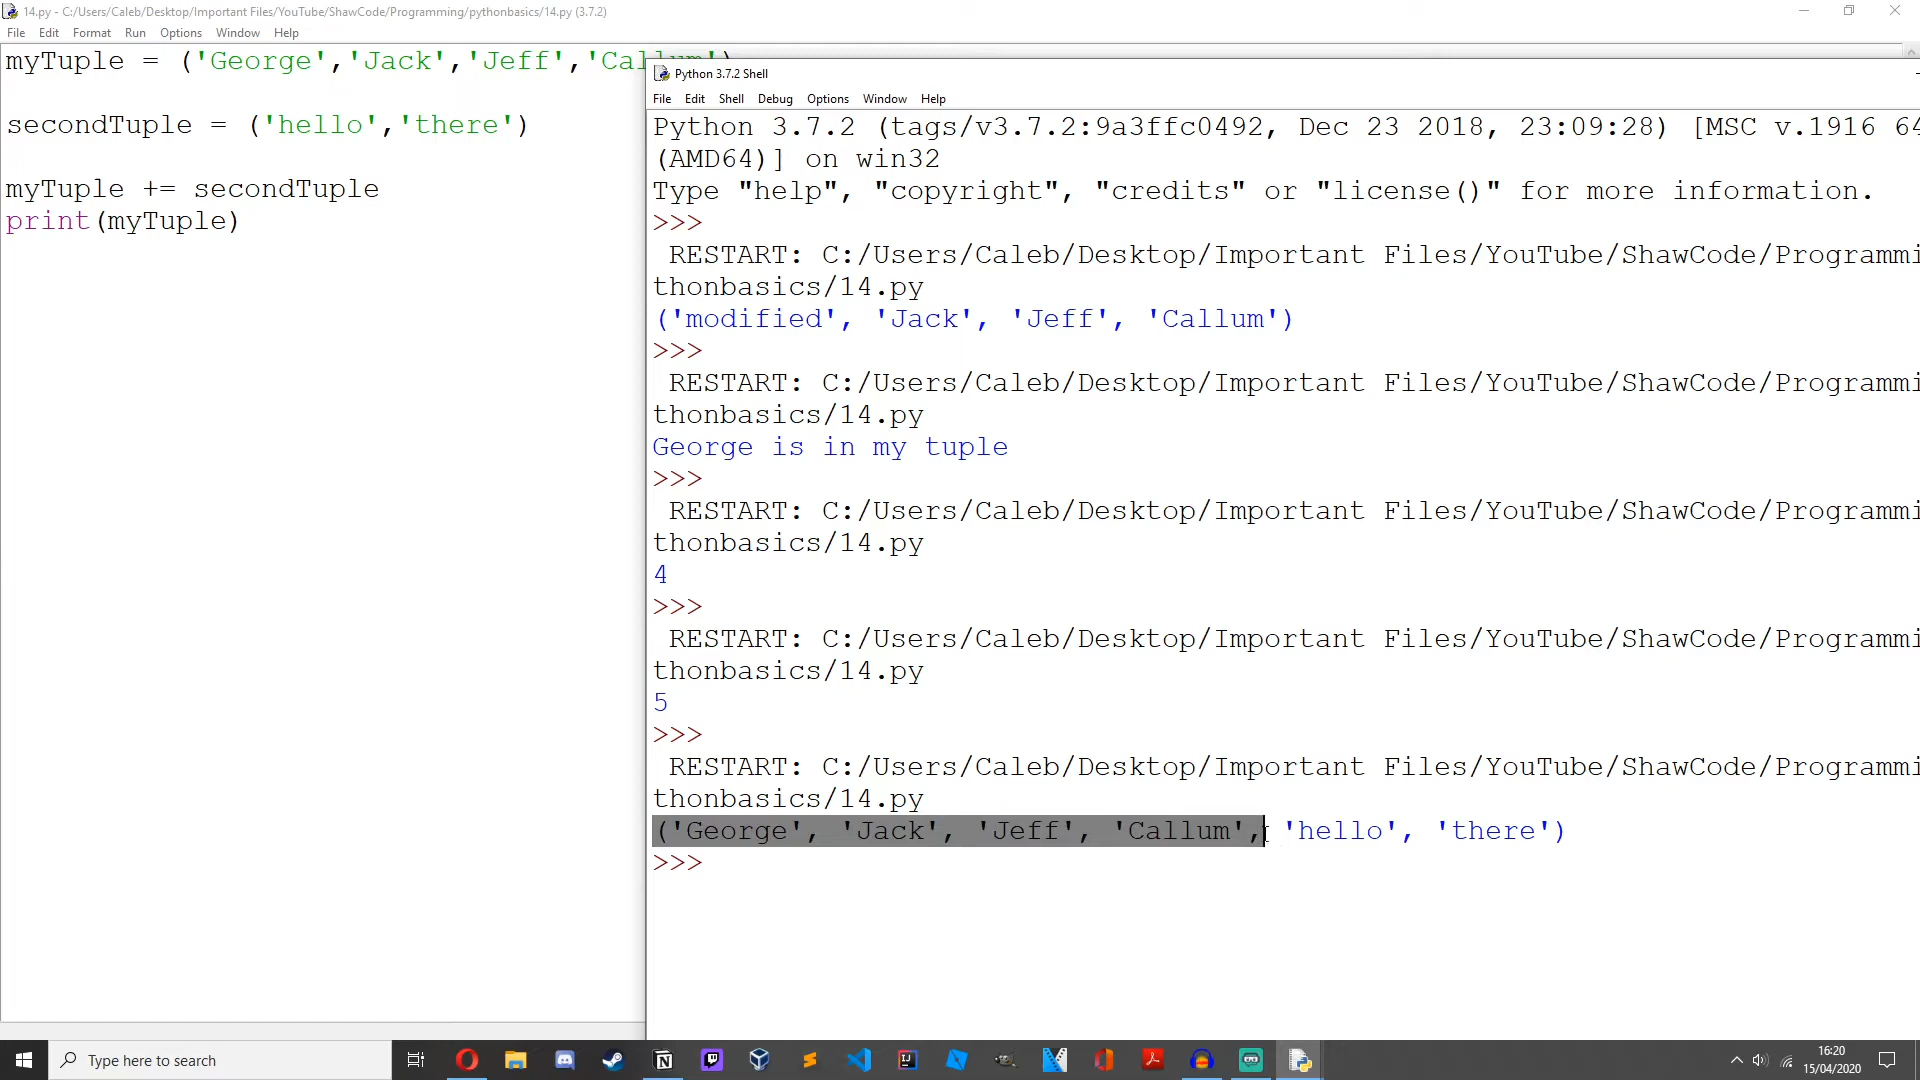 14.py - C:/Users/Caleb/Desktop/Important Files/YouTube/ShawCode/Programming/pythonbasics/14.py (3.7.2)
File Edit Format Run Options Window Help
myTuple = ('George','Jack','Jeff','Callum')
secondTuple = ('hello','there')
myTuple += secondTuple
print(myTuple)
Python 3.7.2 Shell
File Edit Shell Debug Options Window Help
Python 3.7.2 (tags/v3.7.2:9a3ffc0492, Dec 23 2018, 23:09:28) [MSC v.1916 64
(AMD64)] on win32
Type "help", "copyright", "credits" or "license()" for more information.
>>>
RESTART: C:/Users/Caleb/Desktop/Important Files/YouTube/ShawCode/Programmi
thonbasics/14.py
('modified', 'Jack', 'Jeff', 'Callum')
>>>
RESTART: C:/Users/Caleb/Desktop/Important Files/YouTube/ShawCode/Programmi
thonbasics/14.py
George is in my tuple
>>>
RESTART: C:/Users/Caleb/Desktop/Important Files/YouTube/ShawCode/Programmi
thonbasics/14.py
4
>>>
RESTART: C:/Users/Caleb/Desktop/Important Files/YouTube/ShawCode/Programmi
thonbasics/14.py
5
>>>
RESTART: C:/Users/Caleb/Desktop/Important Files/YouTube/ShawCode/Programmi
thonbasics/14.py
('George', 'Jack', 'Jeff', 'Callum', 'hello', 'there')
>>>
Type here to search
16:20
15/04/2020